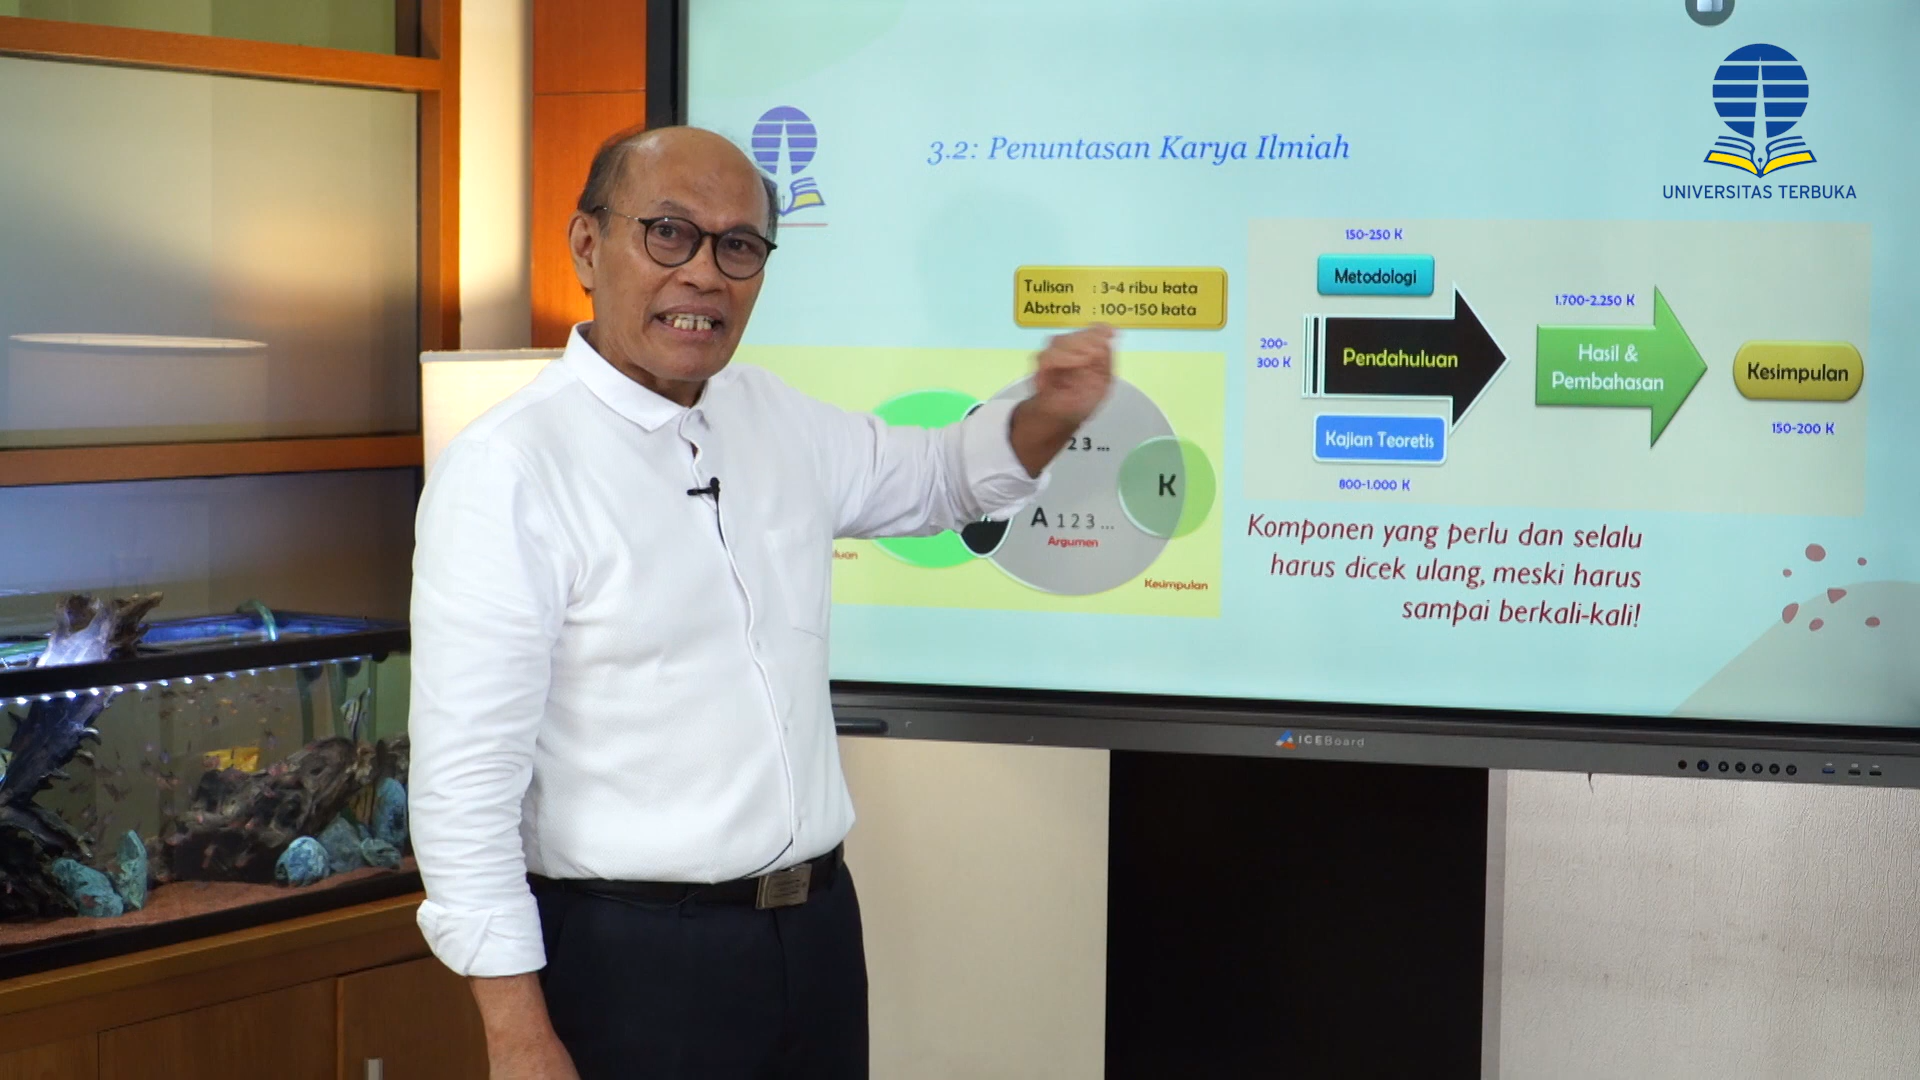 UNIVERSITAS TERBUKA
3.2: Penuntasan Karya Ilmiah
Tulisan : 3-4 ribu kata
Abstrak : 100-150 kata
2 3 ...
K
A 1 2 3 ...
Argumen
Kesimpulan
150-250 K
Metodologi
200-
300 K
Pendahuluan
Kajian Teoretis
800-1.000 K
1.700-2.250 K
Hasil &
Pembahasan
Kesimpulan
150-200 K
Komponen yang perlu dan selalu
harus dicek ulang, meski harus
sampai berkali-kali!
ICEBoard